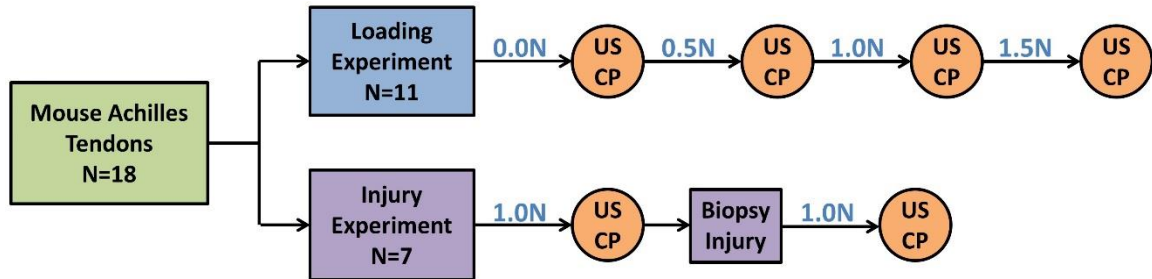 Mouse Achilles
Tendons
N=18
Loading
Experiment
N=11
0.0N
US
CP
0.5N
US
CP
1.0N
US
CP
1.5N
US
CP
Injury
Experiment
N=7
1.0N
US
CP
Biopsy
Injury
1.0N
US
CP